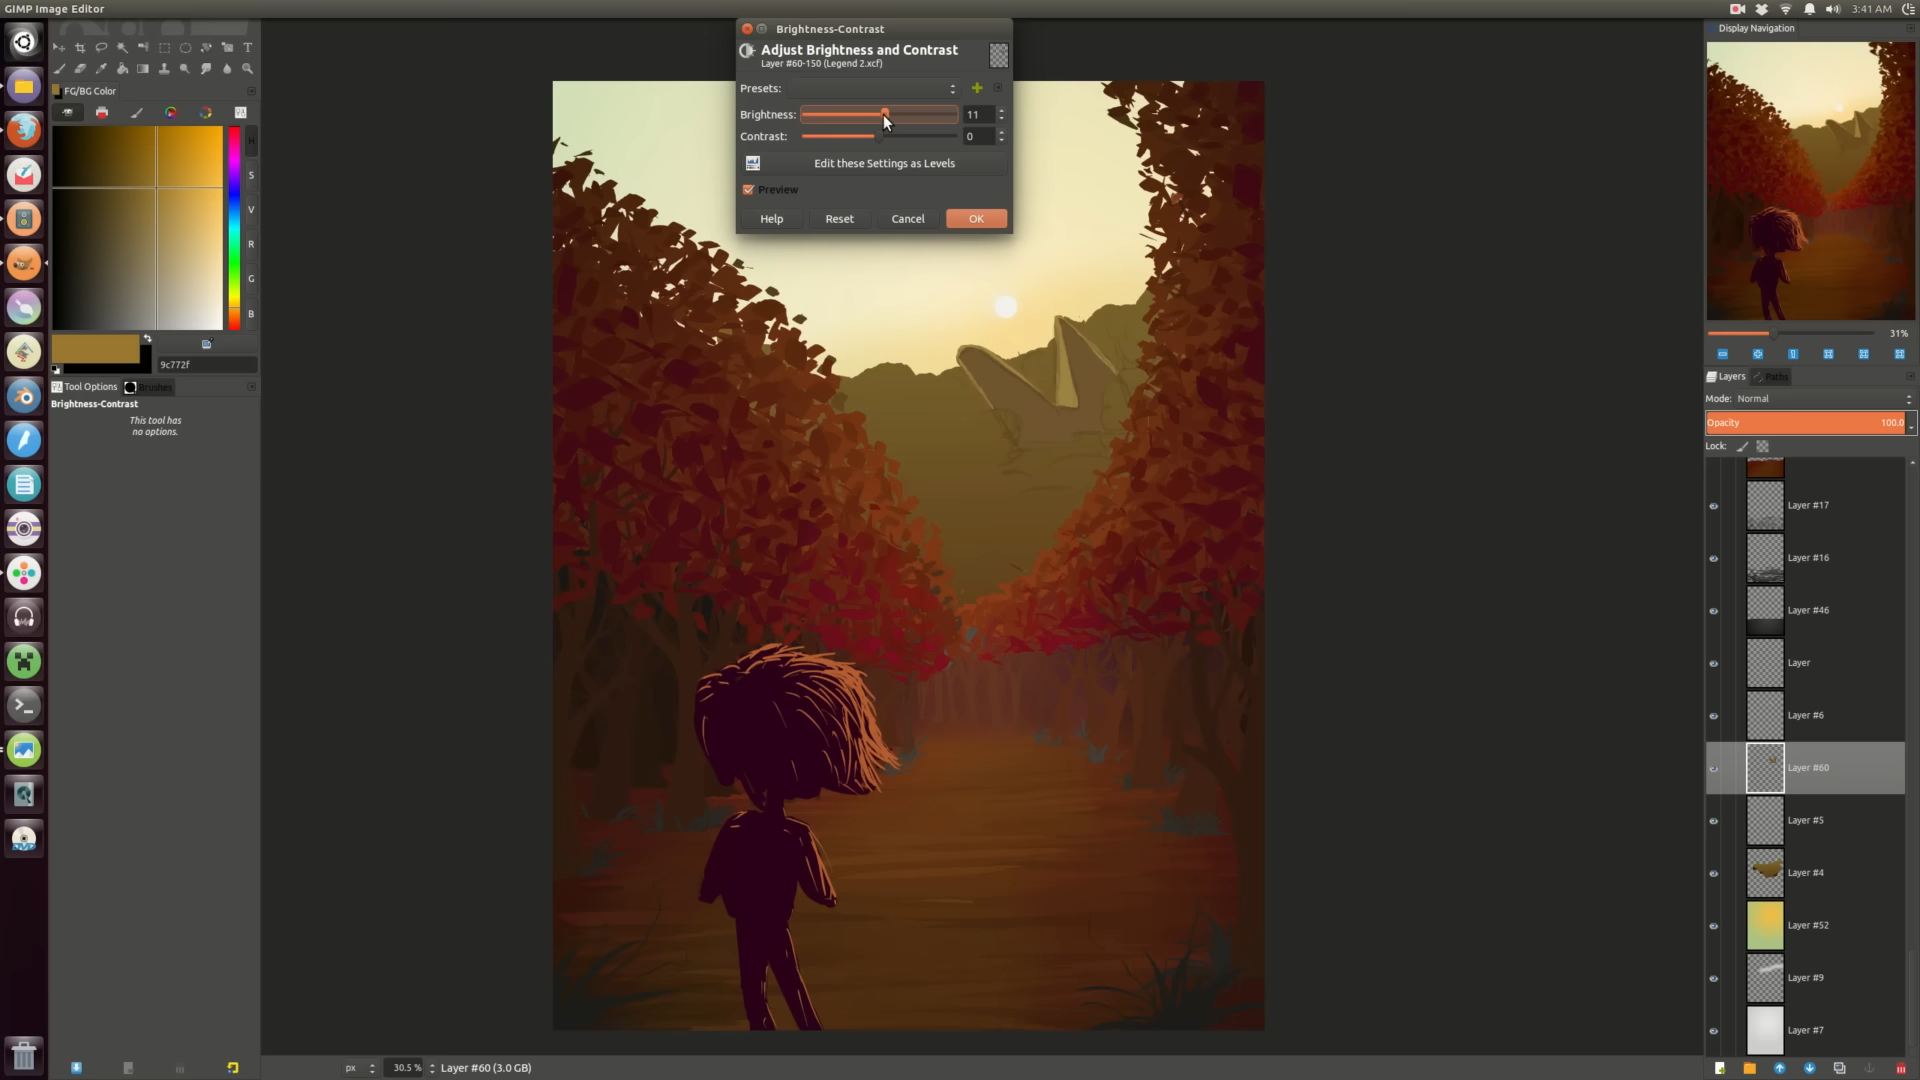 GIMP Image Editor
3:41 AM
FG/BG Color
H
S
V
R
G
B
9c772f
Tool Options
Brushes
Brightness-Contrast
This tool has
no options.
Brightness-Contrast
Adjust Brightness and Contrast
Layer #60-150 (Legend 2.xcf)
Presets:
Brightness: 11
Contrast: 0
Edit these Settings as Levels
Preview
Help Reset Cancel OK
px 30.5 % Layer #60 (3.0 GB)
Display Navigation
31%
Layers Paths
Mode: Normal
Opacity 100.0
Lock:
Layer #17
Layer #16
Layer #46
Layer
Layer #6
Layer #60
Layer #5
Layer #4
Layer #52
Layer #9
Layer #7